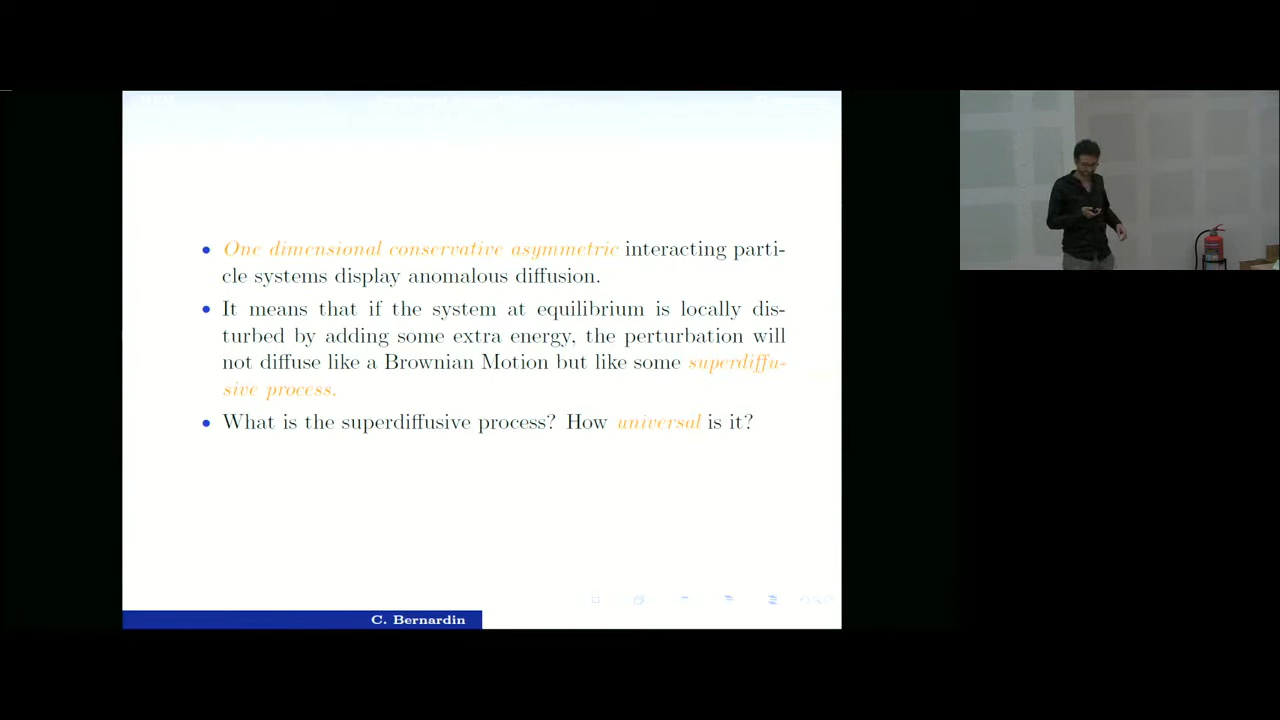 One dimensional conservative asymmetric interacting parti-
cle systems display anomalous diffusion.
It means that if the system at equilibrium is locally dis-
turbed by adding some extra energy, the perturbation will
not diffuse like a Brownian Motion but like some superdiffu-
sive process.
What is the superdiffusive process? How universal is it?
C. Bernardin